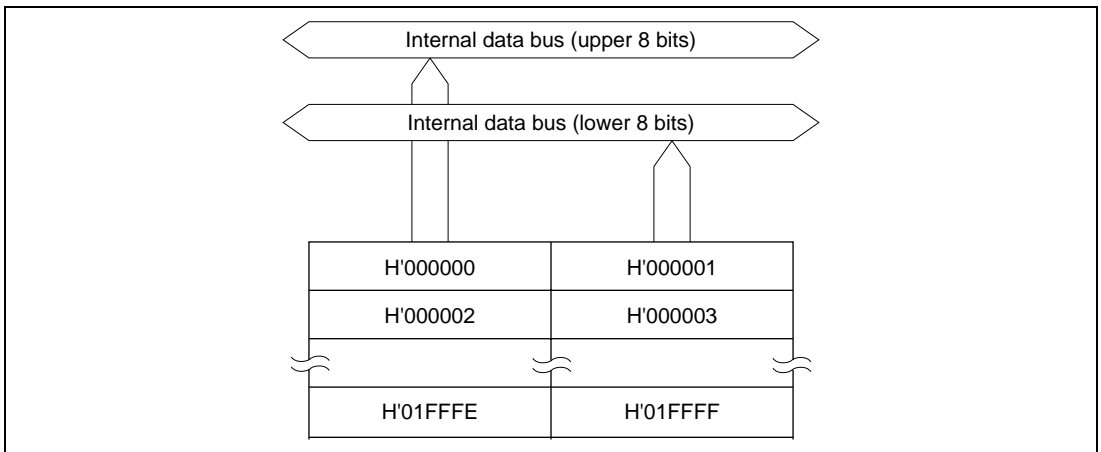 Internal data bus (upper 8 bits)
Internal data bus (lower 8 bits)
H'000000 H'000001
H'000002 H'000003
H'01FFFE H'01FFFF